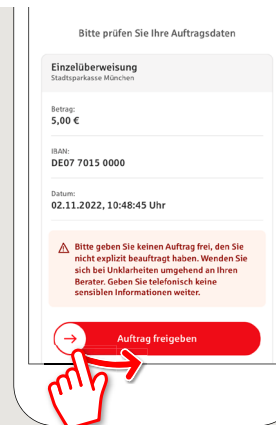 Bitte prüfen Sie Ihre Auftragsdaten
Einzelüberweisung
Stadtsparkasse München
Betrag:
5,00 €
IBAN:
DE07 7015 0000
Datum:
02.11.2022, 10:48:45 Uhr
Bitte geben Sie keinen Auftrag frei, den Sie
nicht explizit beauftragt haben. Wenden Sie
sich bei Unklarheiten umgehend an Ihren
Berater. Geben Sie telefonisch keine
sensiblen Informationen weiter.
Auftrag freigeben